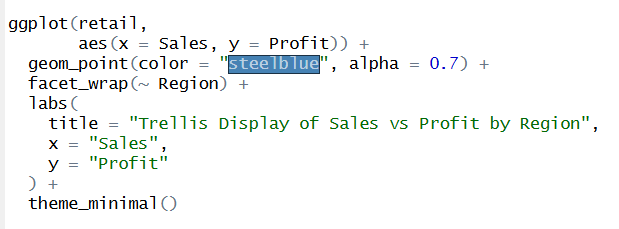 ggplot(retail,
       aes(x = Sales, y = Profit)) +
  geom_point(color = "steelblue", alpha = 0.7) +
  facet_wrap(~ Region) +
  labs(
    title = "Trellis Display of Sales vs Profit by Region",
    x = "Sales",
    y = "Profit"
  ) +
  theme_minimal()